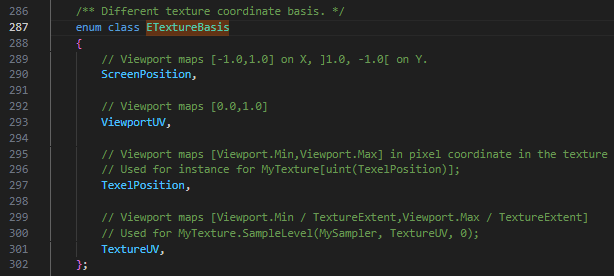 286 /** Different texture coordinate basis. */
287 enum class ETextureBasis
288 {
289 // Viewport maps [-1.0,1.0] on X, ]1.0, -1.0[ on Y.
290 ScreenPosition,
291
292 // Viewport maps [0.0,1.0]
293 ViewportUV,
294
295 // Viewport maps [Viewport.Min,Viewport.Max] in pixel coordinate in the texture
296 // Used for instance for MyTexture[uint(TexelPosition)];
297 TexelPosition,
298
299 // Viewport maps [Viewport.Min / TextureExtent,Viewport.Max / TextureExtent]
300 // Used for MyTexture.SampleLevel(MySampler, TextureUV, 0);
301 TextureUV,
302 };